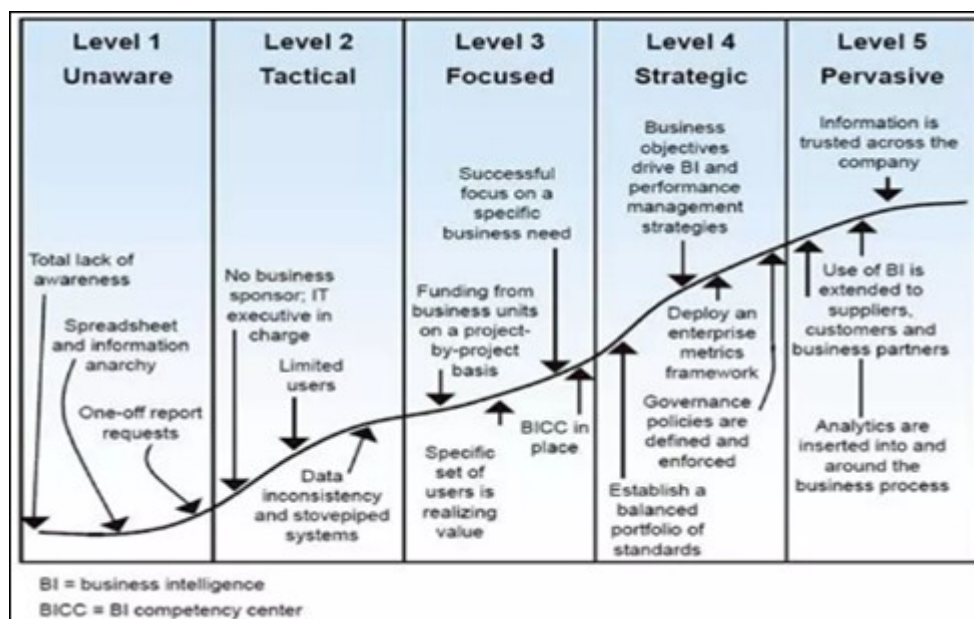 Level 1
Unaware
Level 2
Tactical
Level 3
Focused
Level 4
Strategic
Level 5
Pervasive
Total lack of
awareness
Spreadsheet
and information
anarchy
One-off report
requests
No business
sponsor; IT
executive in
charge
Limited
users
Data
inconsistency
and stovepiped
systems
Successful
focus on a
specific
business need
Funding from
business units
on a project-
by-project
basis
Specific
set of
users is
realizing
value
BICC in
place
Business
objectives
drive BI and
performance
management
strategies
Deploy an
enterprise
metrics
framework
Governance
policies are
defined and
enforced
Establish a
balanced
portfolio of
standards
Information is
trusted across the
company
Use of BI is
extended to
suppliers,
customers and
business partners
Analytics are
inserted into and
around the
business process
BI = business intelligence
BICC = BI competency center